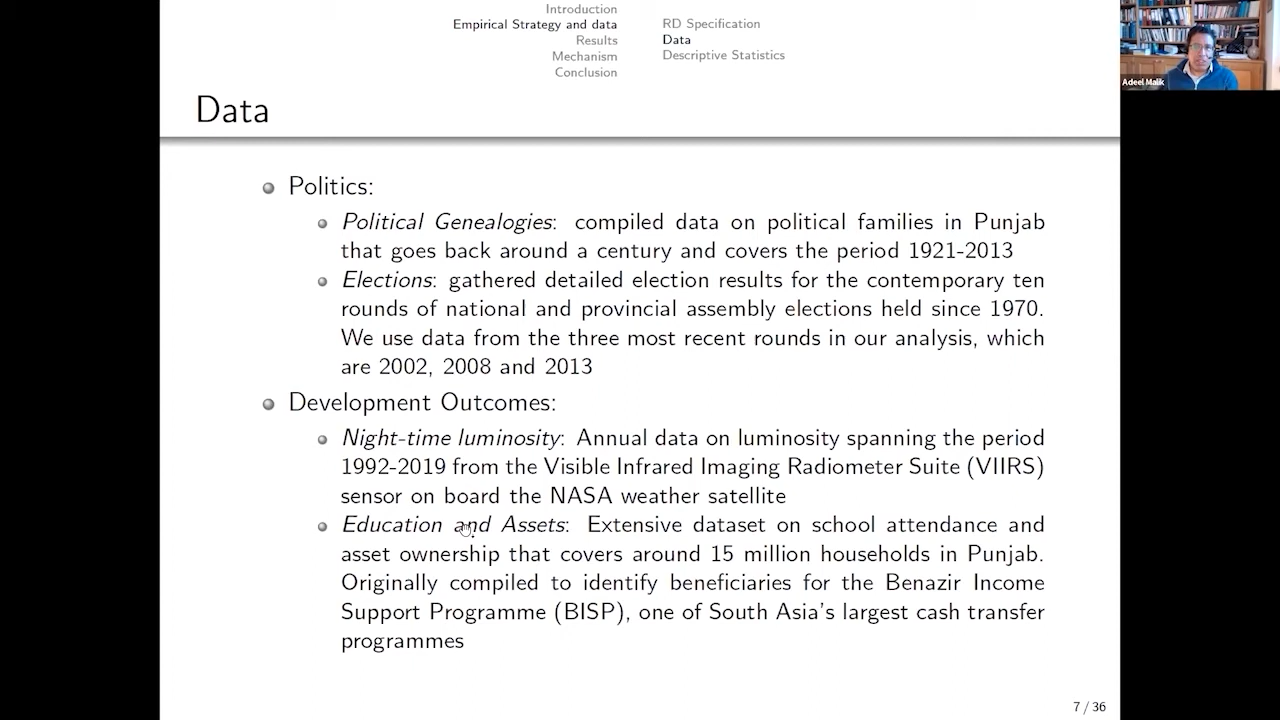 Introduction
Empirical Strategy and data
Results
Mechanism
Conclusion
RD Specification
Data
Descriptive Statistics
Adeel Malik
Data
Politics:
Political Genealogies: compiled data on political families in Punjab
that goes back around a century and covers the period 1921-2013
Elections: gathered detailed election results for the contemporary ten
rounds of national and provincial assembly elections held since 1970.
We use data from the three most recent rounds in our analysis, which
are 2002, 2008 and 2013
Development Outcomes:
Night-time luminosity: Annual data on luminosity spanning the period
1992-2019 from the Visible Infrared Imaging Radiometer Suite (VIIRS)
sensor on board the NASA weather satellite
Education and Assets: Extensive dataset on school attendance and
asset ownership that covers around 15 million households in Punjab.
Originally compiled to identify beneficiaries for the Benazir Income
Support Programme (BISP), one of South Asia's largest cash transfer
programmes
7 / 36